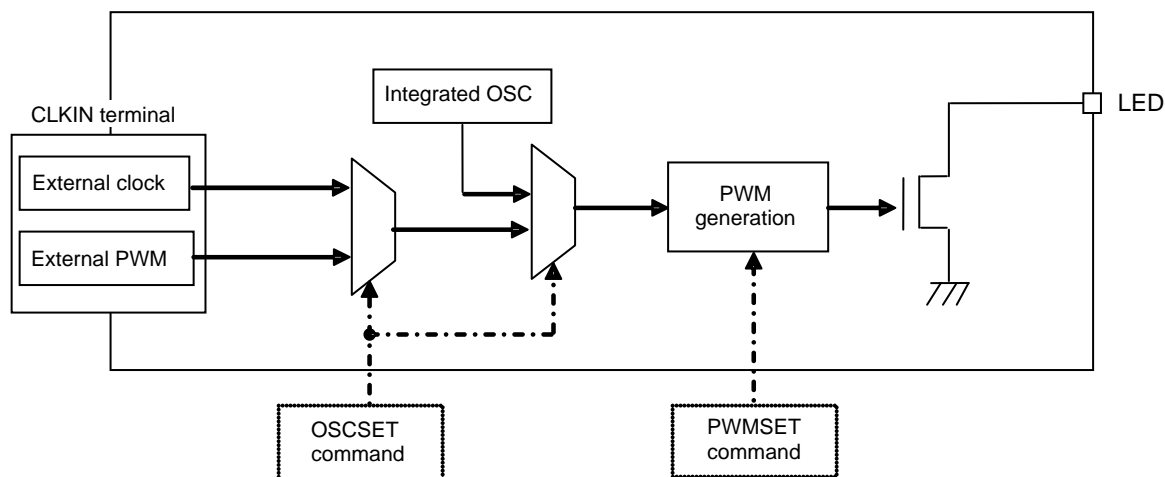 Integrated OSC
LED
CLKIN terminal
External clock
PWM
generation
External PWM
OSCSET
command
PWMSET
command